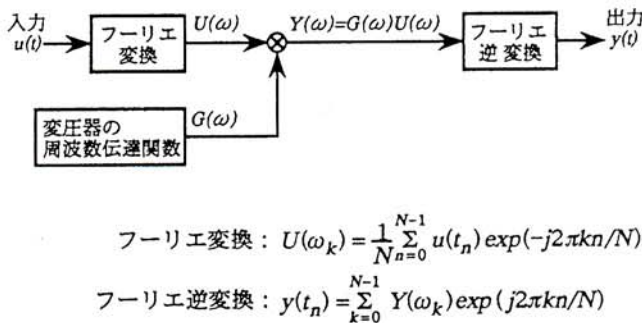 入力
u(t)
フーリエ
変換
U(ω)
Y(ω)=G(ω)U(ω)
フーリエ
逆 変換
出力
y(t)
変圧器の
周波数伝達関数
G(ω)
フーリエ変換 : U(ω_k) = 1/N Σ_{n=0}^{N-1} u(t_n) exp(-j2πkn/N)
フーリエ逆変換 : y(t_n) = Σ_{k=0}^{N-1} Y(ω_k) exp(j2πkn/N)